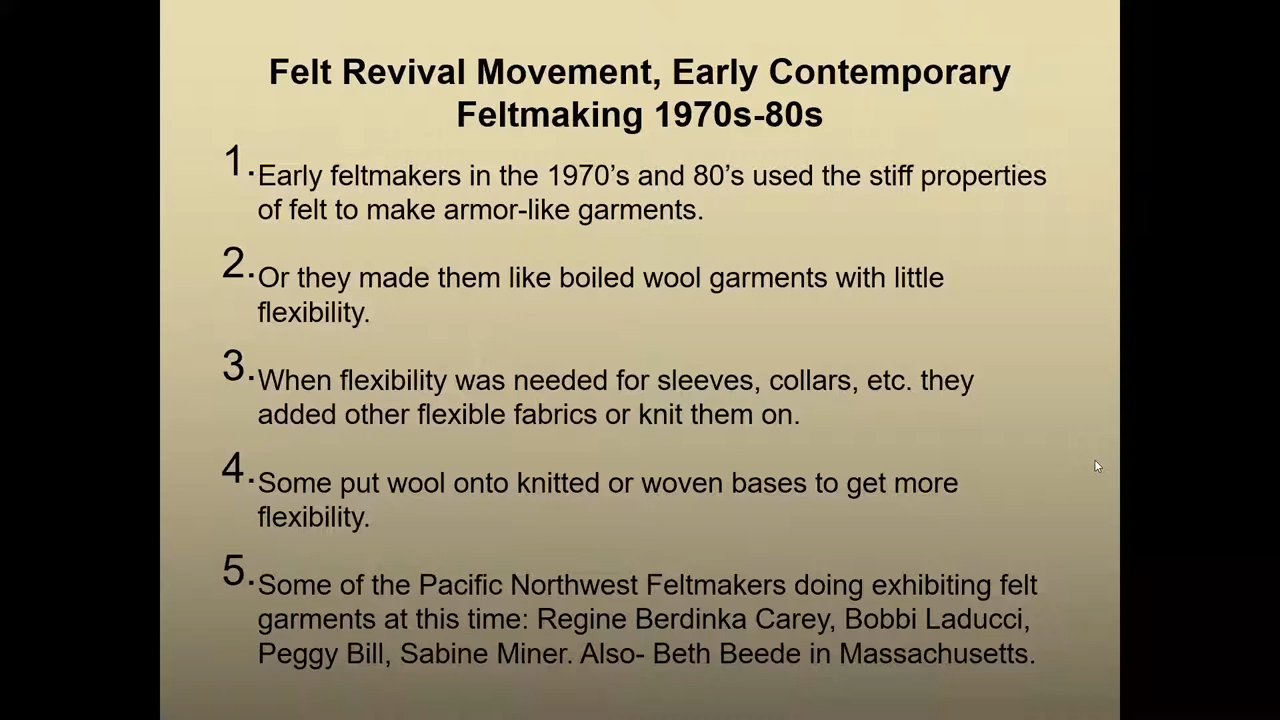 Felt Revival Movement, Early Contemporary
Feltmaking 1970s-80s
1. Early feltmakers in the 1970’s and 80’s used the stiff properties
of felt to make armor-like garments.
2. Or they made them like boiled wool garments with little
flexibility.
3. When flexibility was needed for sleeves, collars, etc. they
added other flexible fabrics or knit them on.
4. Some put wool onto knitted or woven bases to get more
flexibility.
5. Some of the Pacific Northwest Feltmakers doing exhibiting felt
garments at this time: Regine Berdinka Carey, Bobbi Laducci,
Peggy Bill, Sabine Miner. Also- Beth Beede in Massachusetts.